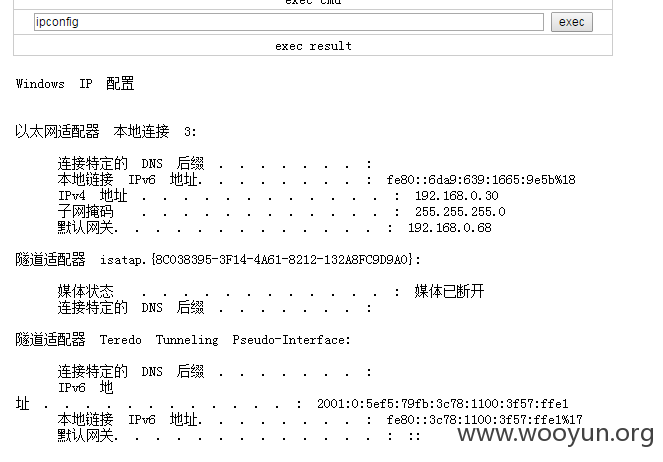 exec cmd
ipconfig exec
exec result
Windows IP 配置
以太网适配器 本地连接 3:
连接特定的 DNS 后缀 . . . . . . . :
本地链接 IPv6 地址. . . . . . . . : fe80::6da9:639:1665:9e5b%18
IPv4 地址 . . . . . . . . . . . . : 192.168.0.30
子网掩码 . . . . . . . . . . . . : 255.255.255.0
默认网关. . . . . . . . . . . . . : 192.168.0.68
隧道适配器 isatap.{8C038395-3F14-4A61-8212-132A8FC9D9A0}:
媒体状态 . . . . . . . . . . . . : 媒体已断开
连接特定的 DNS 后缀 . . . . . . . :
隧道适配器 Teredo Tunneling Pseudo-Interface:
连接特定的 DNS 后缀 . . . . . . . :
IPv6 地
址 . . . . . . . . . . . . : 2001:0:5ef5:79fb:3c78:1100:3f57:ffe1
本地链接 IPv6 地址. . . . . . . . : fe80::3c78:1100:3f57:ffe1%17
默认网关. . . . . . . . . . . . . : ::
www.wooyun.org